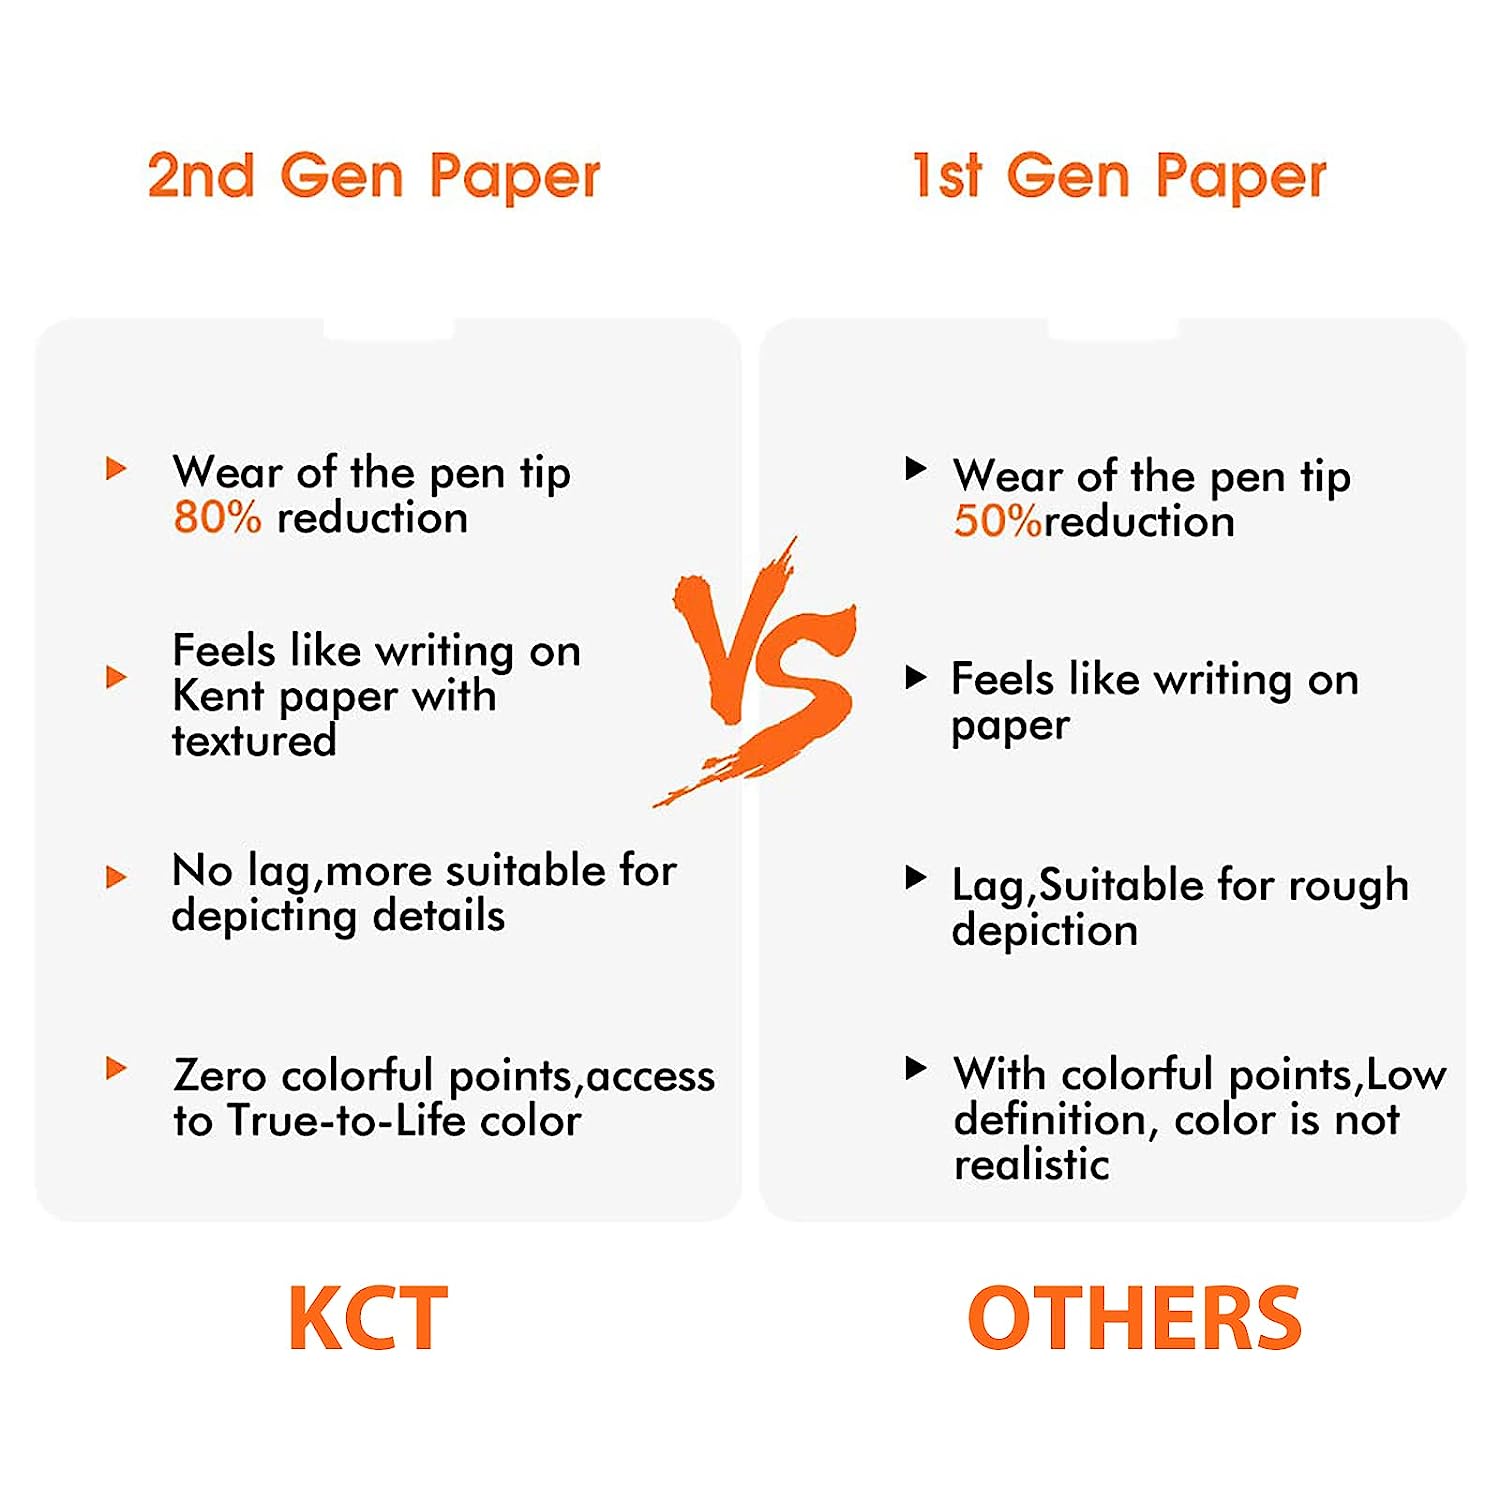 2nd Gen Paper
1st Gen Paper
Wear of the pen tip
80% reduction
Feels like writing on
Kent paper with
textured
No lag,more suitable for
depicting details
Zero colorful points,access
to True-to-Life color
VS
Wear of the pen tip
50%reduction
Feels like writing on
paper
Lag,Suitable for rough
depiction
With colorful points,Low
definition, color is not
realistic
KCT
OTHERS